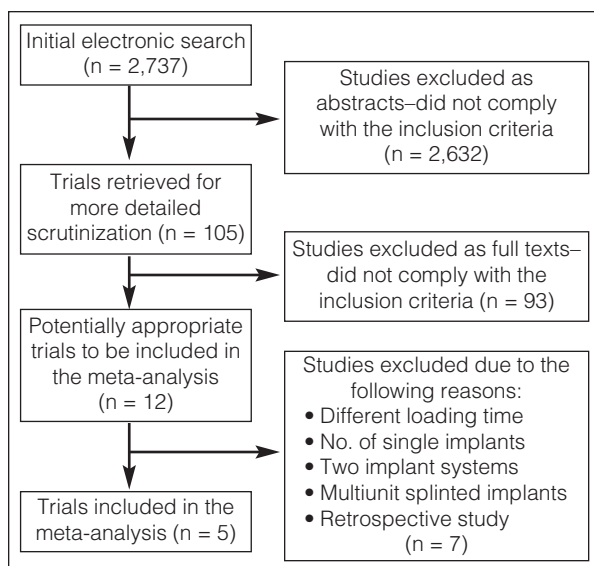 Initial electronic search
(n = 2,737)
Studies excluded as
abstracts–did not comply
with the inclusion criteria
(n = 2,632)
Trials retrieved for
more detailed
scrutinization (n = 105)
Studies excluded as full texts–
did not comply with the
inclusion criteria (n = 93)
Potentially appropriate
trials to be included in
the meta-analysis
(n = 12)
Studies excluded due to the
following reasons:
• Different loading time
• No. of single implants
• Two implant systems
• Multiunit splinted implants
• Retrospective study
(n = 7)
Trials included in the
meta-analysis (n = 5)